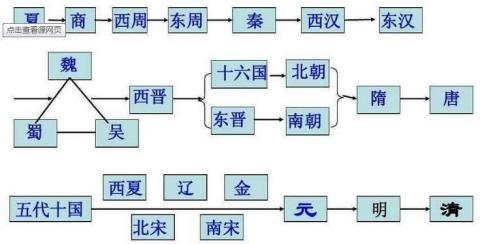 夏 商 西周 东周 秦 西汉 东汉
点击查看源网页
魏
十六国 北朝
西晋 隋 唐
东晋 南朝
蜀 吴
西夏 辽 金
五代十国 元 明 清
北宋 南宋